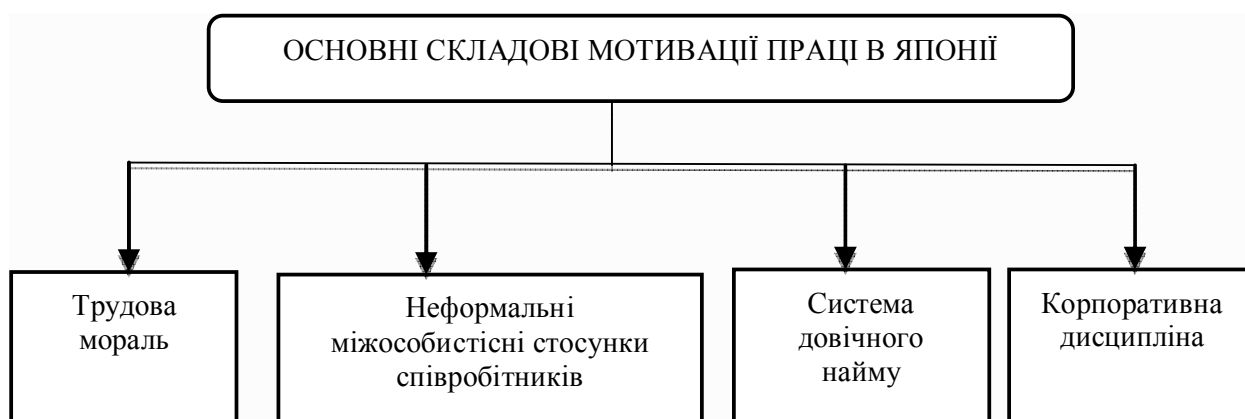 ОСНОВНІ СКЛАДОВІ МОТИВАЦІЇ ПРАЦІ В ЯПОНІЇ
Трудова
мораль
Неформальні
міжособистісні стосунки
співробітників
Система
довічного
найму
Корпоративна
дисципліна